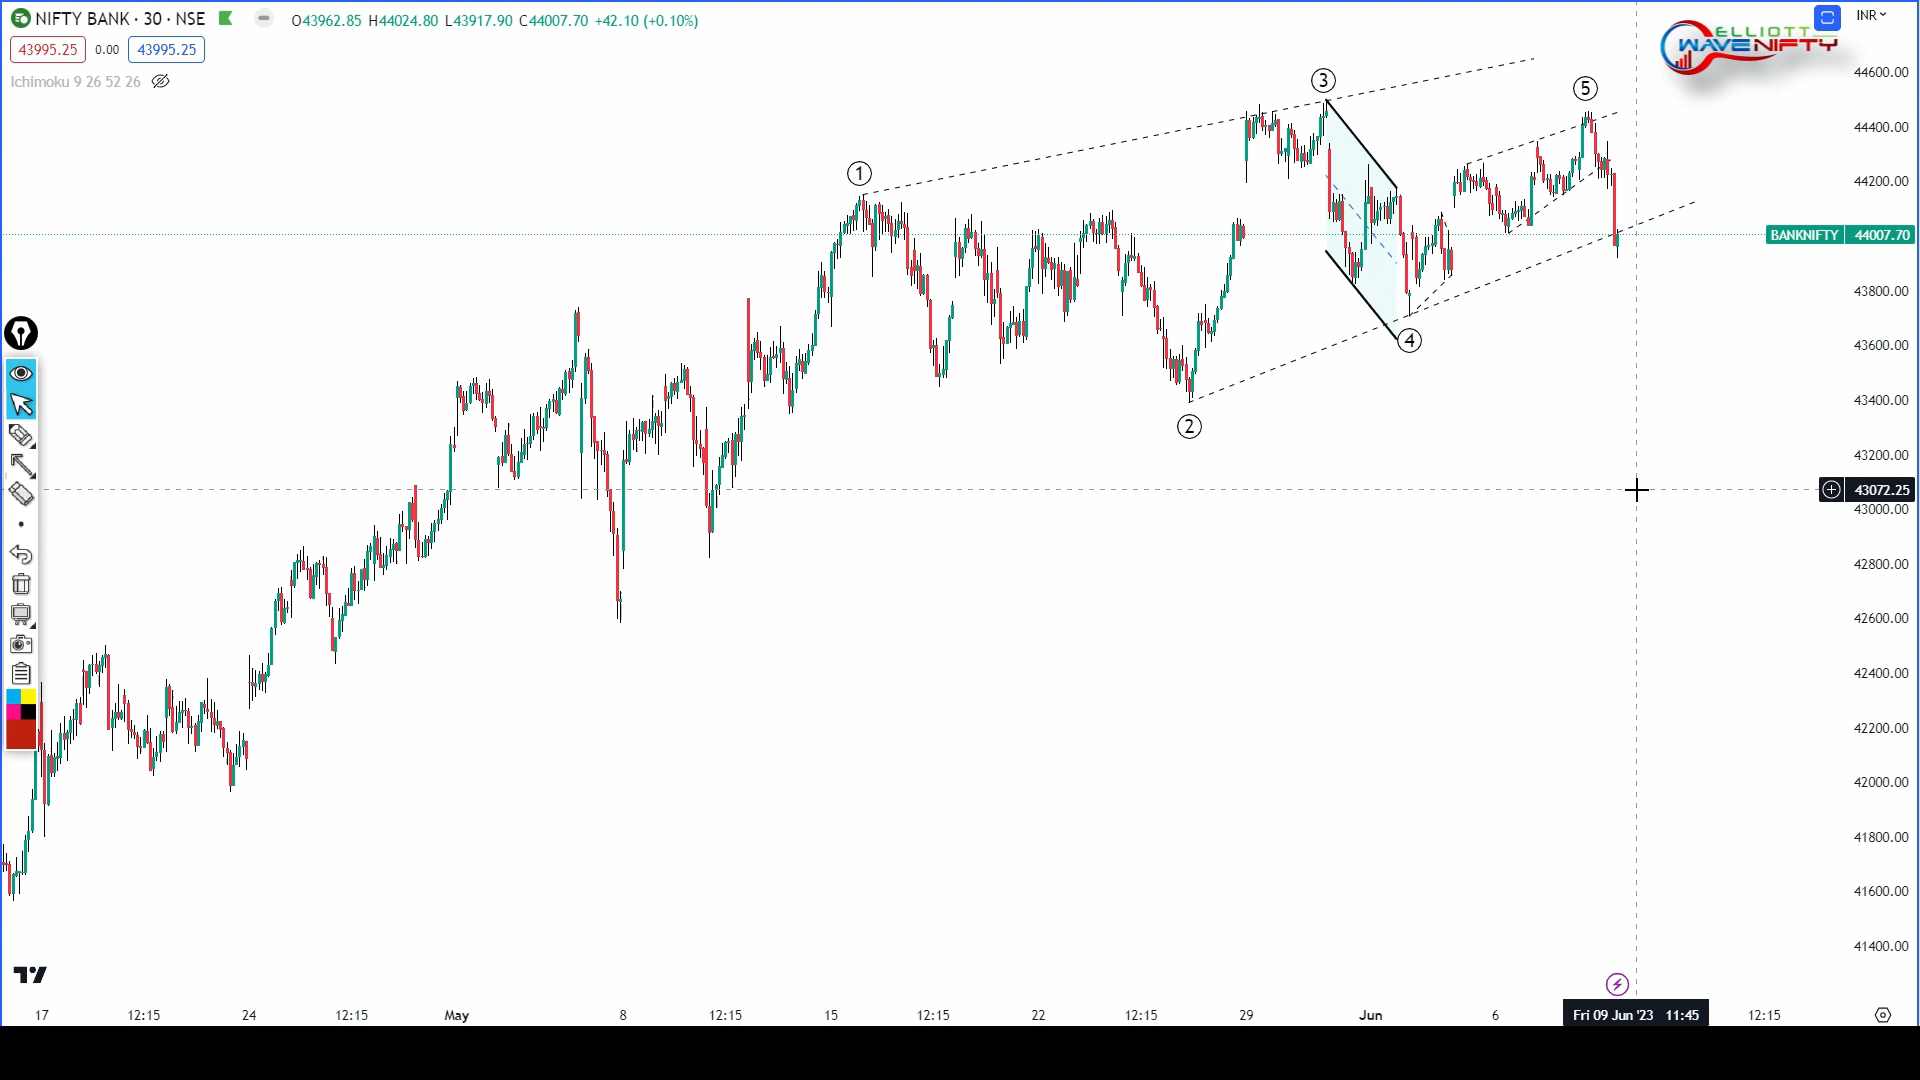 NIFTY BANK · 30 · NSE O43962.85 H44024.80 L43917.90 C44007.70 +42.10 (+0.10%)
43995.25 0.00 43995.25
Ichimoku 9 26 52 26
ELLIOTT
WAVENIFTY
INR
44600.00
44400.00
44200.00
BANKNIFTY 44007.70
43800.00
43600.00
43400.00
43200.00
43072.25
43000.00
42800.00
42600.00
42400.00
42200.00
42000.00
41800.00
41600.00
41400.00
1
2
3
4
5
17 12:15 24 12:15 May 8 12:15 15 12:15 22 12:15 29 Jun 6 Fri 09 Jun '23 11:45 12:15